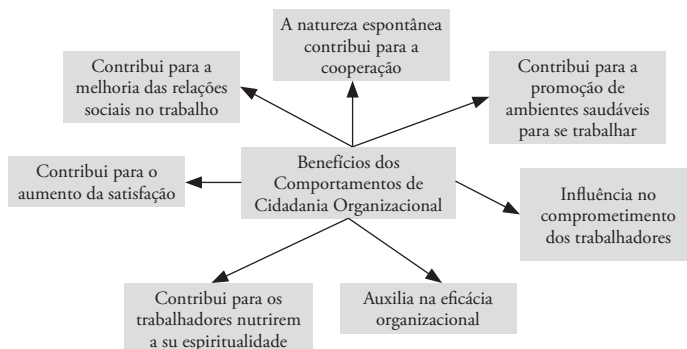 A natureza espontânea
contribui para a
cooperação
Contribui para a
melhoria das relações
sociais no trabalho
Contribui para a
promoção de
ambientes saudáveis
para se trabalhar
Contribui para o
aumento da satisfação
Benefícios dos
Comportamentos de
Cidadania Organizacional
Influência no
comprometimento
dos trabalhadores
Contribui para os
trabalhadores nutrirem
a su espiritualidade
Auxilia na eficácia
organizacional